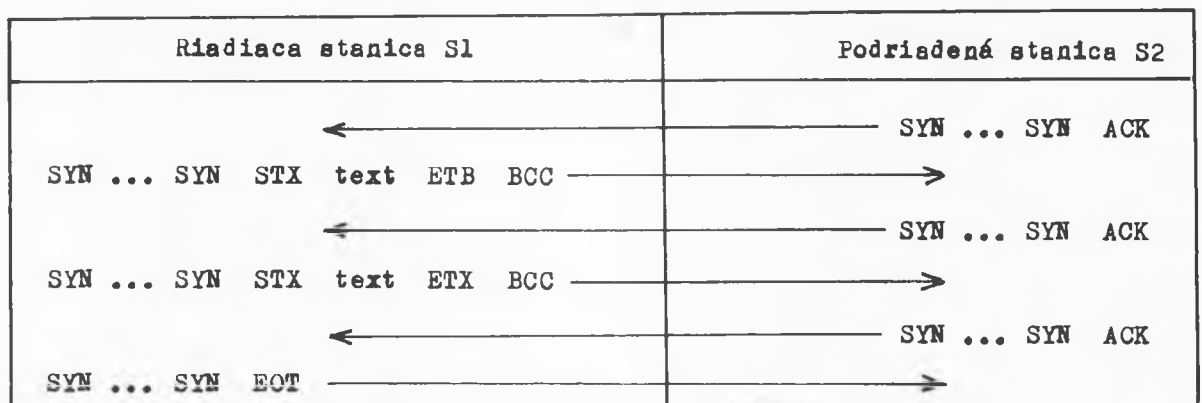 Riadiaca stanica S1 Podriadená stanica S2
SYN ... SYN ACK
SYN ... SYN STX text ETB BCC
SYN ... SYN ACK
SYN ... SYN STX text ETX BCC
SYN ... SYN ACK
SYN ... SYN EOT